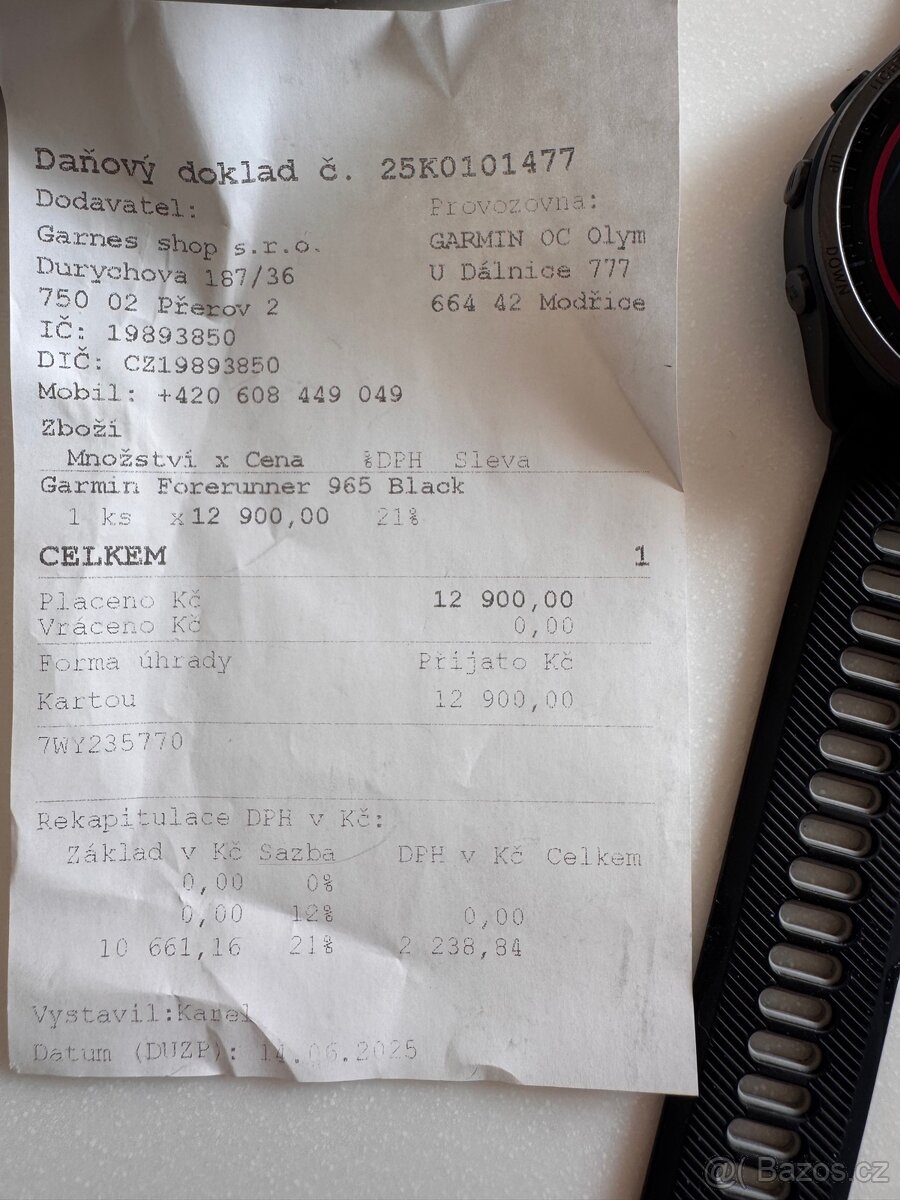 Daňový doklad č. 25K0101477
Dodavatel: Provozovna:
Garnes shop s.r.o. GARMIN OC Olym
Durychova 187/36 U Dálnice 777
750 02 Přerov 2 664 42 Modřice
IČ: 19893850
DIČ: CZ19893850
Mobil: +420 608 449 049
Zboží
Množství x Cena %DPH Sleva
Garmin Forerunner 965 Black
1 ks x12 900,00 21%
CELKEM 1
Placeno Kč 12 900,00
Vráceno Kč 0,00
Forma úhrady Přijato Kč
Kartou 12 900,00
7WY235770
Rekapitulace DPH v Kč:
Základ v Kč Sazba DPH v Kč Celkem
0,00 0%
0,00 12% 0,00
10 661,16 21% 2 238,84
Vystavil:Karel
Datum (DUZP): 14.06.2025
LIGHT
UP
DOWN
@( Bazos.cz